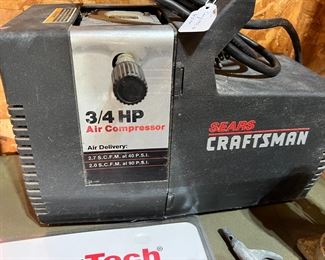 3/4 HP
Air Compressor
Air Delivery:
2.7 S.C.F.M. at 40 P.S.I.
2.0 S.C.F.M. at 90 P.S.I.
SEARS
CRAFTSMAN
Tech®